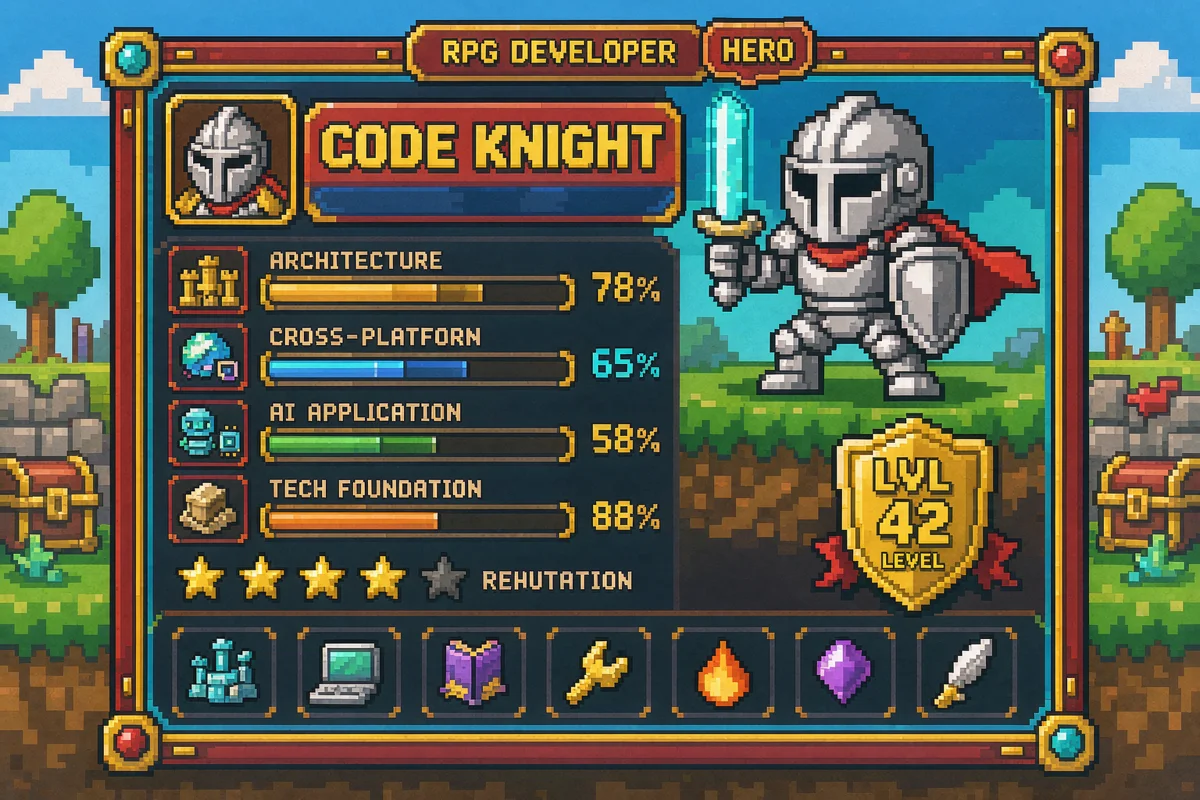 RPG DEVELOPER HERO
CODE KNIGHT
ARCHITECTURE
78%
CROSS-PLATFORN
65%
AI APPLICATION
58%
TECH FOUNDATION
88%
REHUTATION
LVL
42
LEVEL